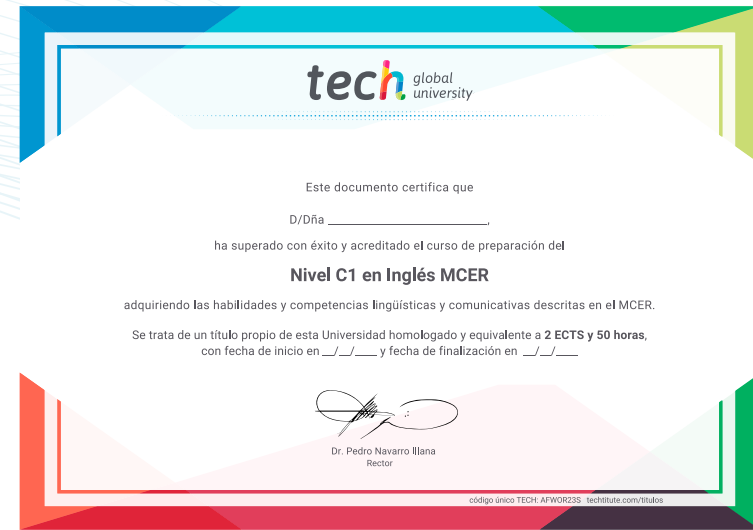 tech global university
Este documento certifica que
D/Dña ______________________,
ha superado con éxito y acreditado el curso de preparación del
Nivel C1 en Inglés MCER
adquiriendo las habilidades y competencias lingüísticas y comunicativas descritas en el MCER.
Se trata de un título propio de esta Universidad homologado y equivalente a 2 ECTS y 50 horas,
con fecha de inicio en __/__/____ y fecha de finalización en __/__/____
Dr. Pedro Navarro Illana
Rector
código único TECH: AFWOR23S techtitute.com/titulos